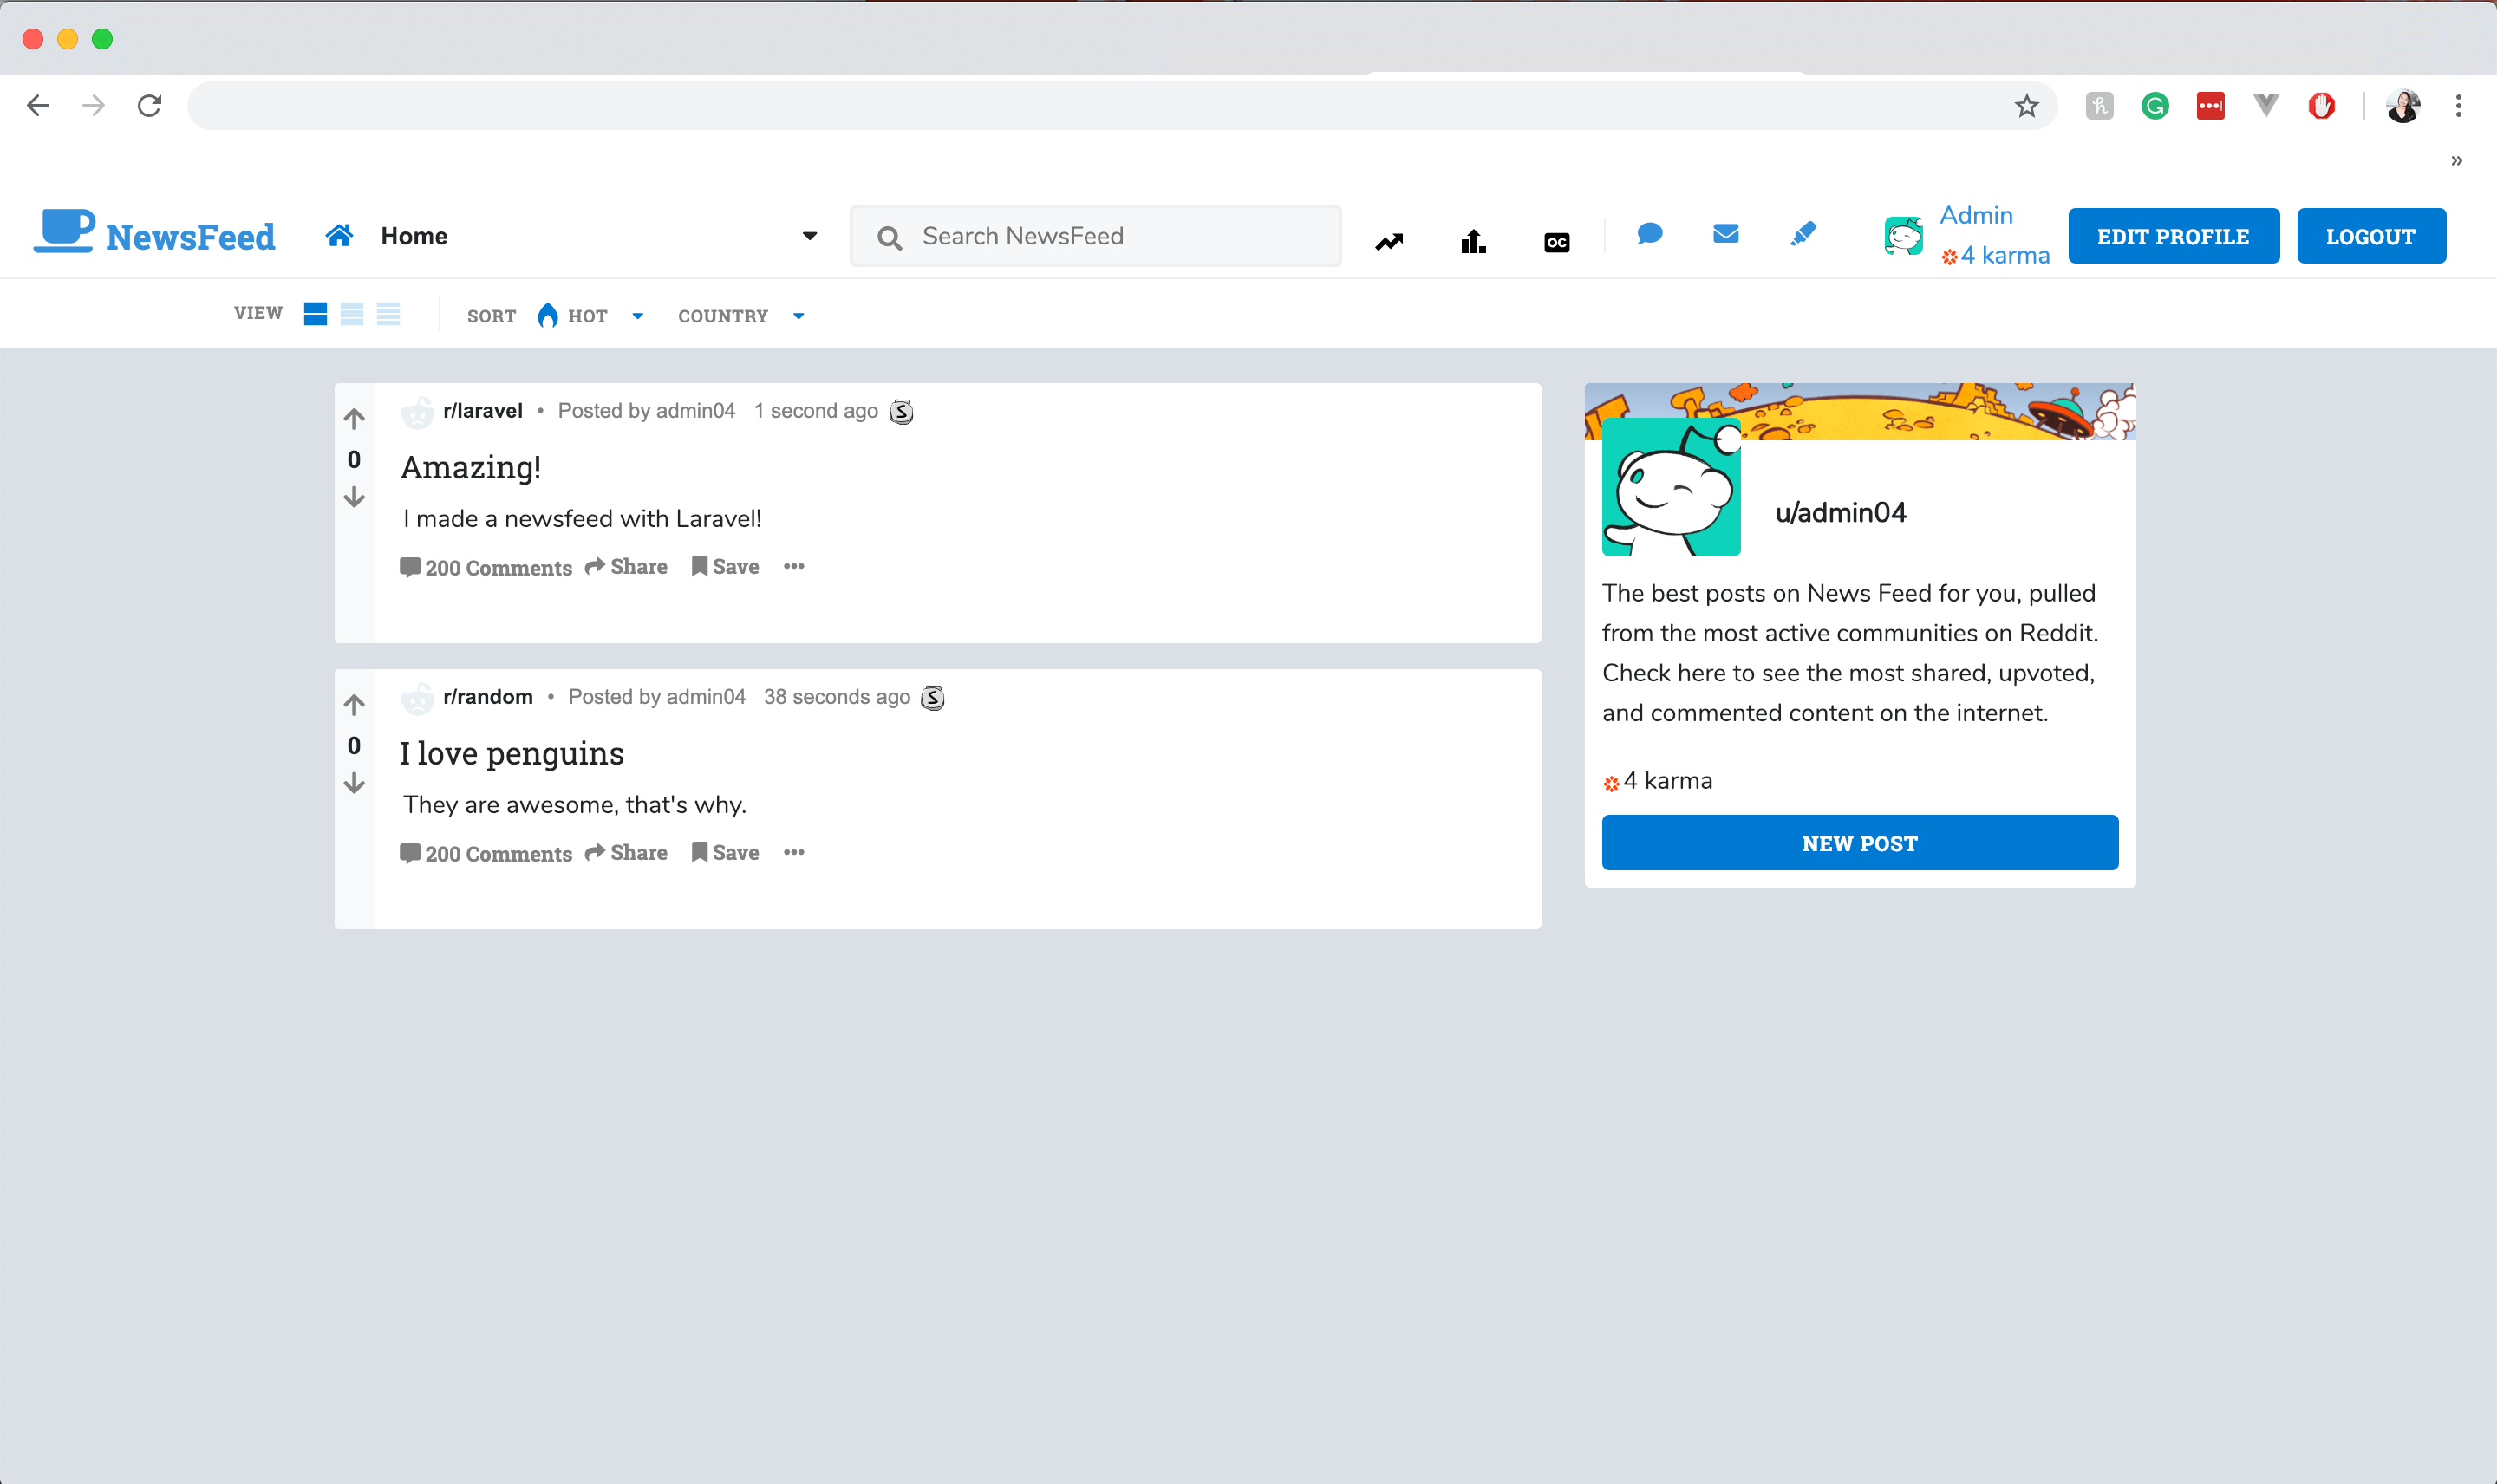 NewsFeed Home Search NewsFeed OC Admin EDIT PROFILE LOGOUT
4 karma
VIEW SORT HOT COUNTRY
r/laravel • Posted by admin04 1 second ago S
0
Amazing!
I made a newsfeed with Laravel!
200 Comments Share Save
r/random • Posted by admin04 38 seconds ago S
0
I love penguins
They are awesome, that's why.
200 Comments Share Save
u/admin04
The best posts on News Feed for you, pulled
from the most active communities on Reddit.
Check here to see the most shared, upvoted,
and commented content on the internet.
4 karma
NEW POST